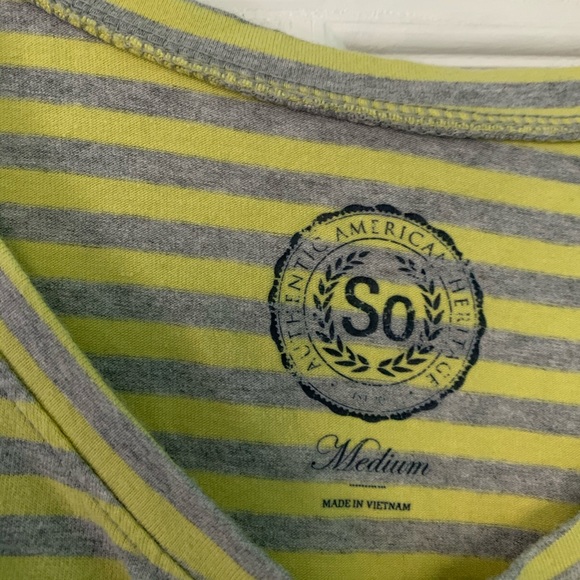 AUTHENTIC AMERICAN HERITAGE
So
Medium
MADE IN VIETNAM